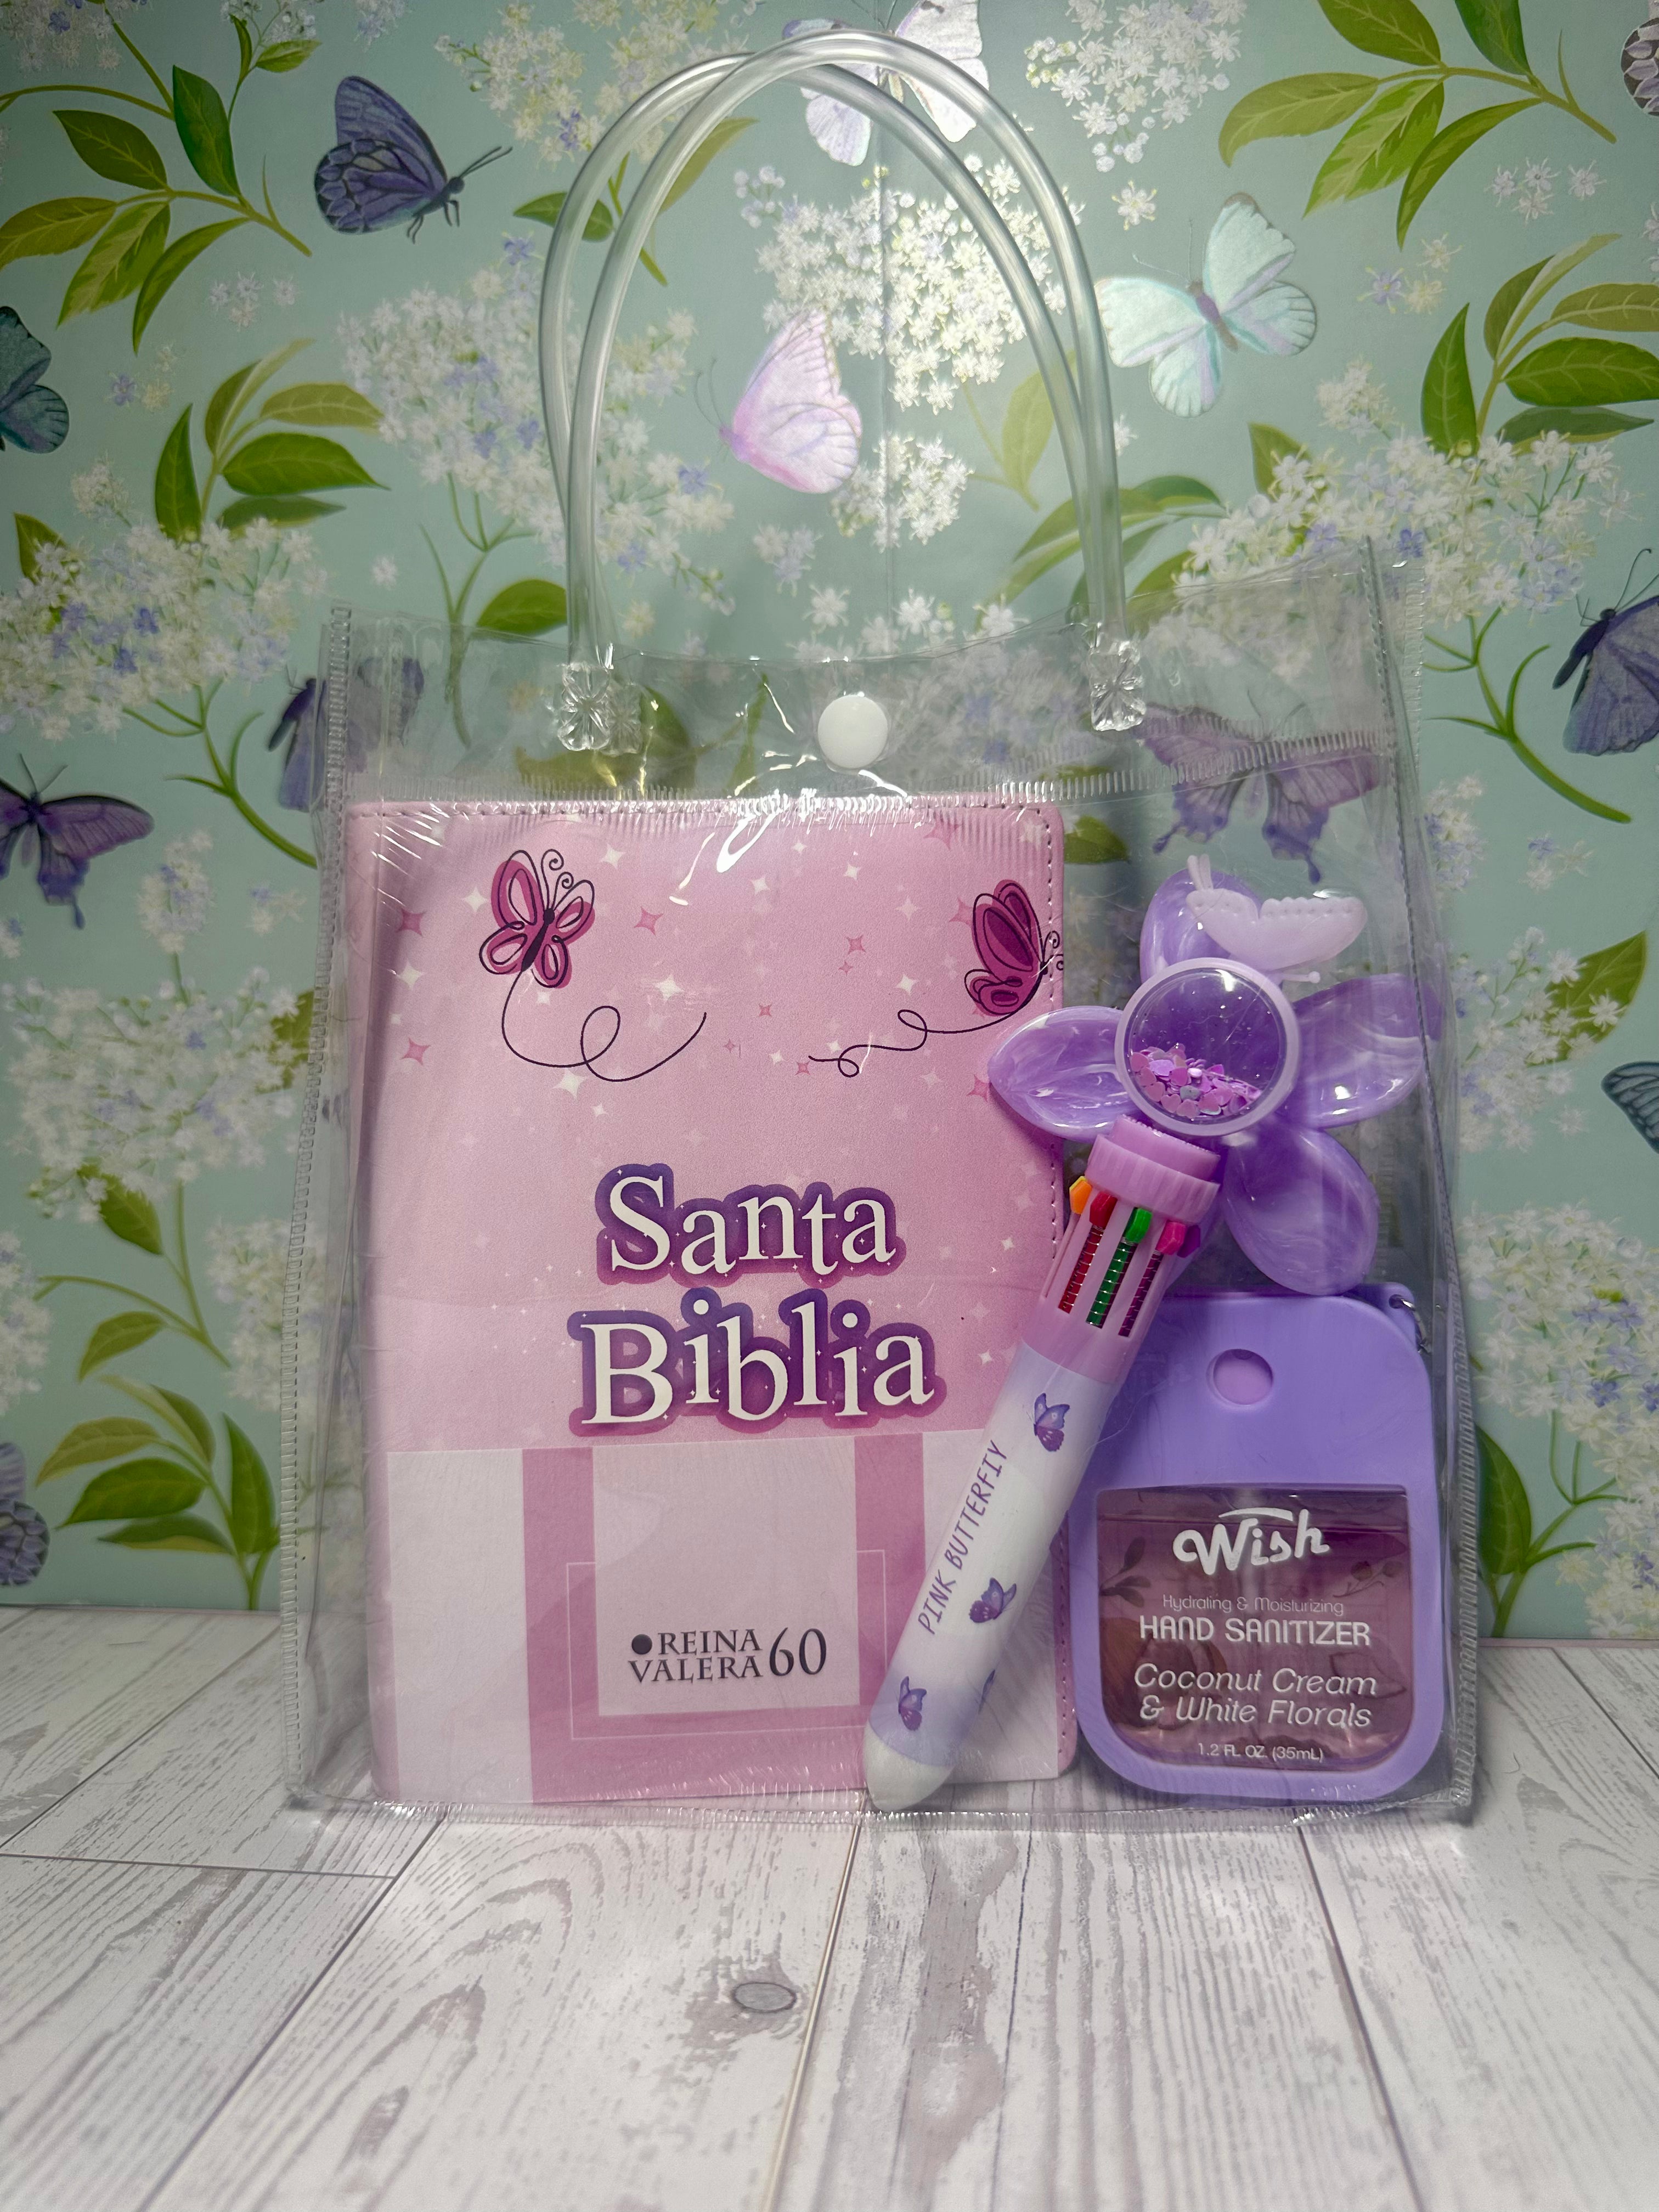 Santa
Biblia
REINA
VALERA 60
PINK BUTTERFIY
Wish
Hydrating & Moisturizing
HAND SANITIZER
Coconut Cream
& White Florals
1.2 FL OZ (35mL)